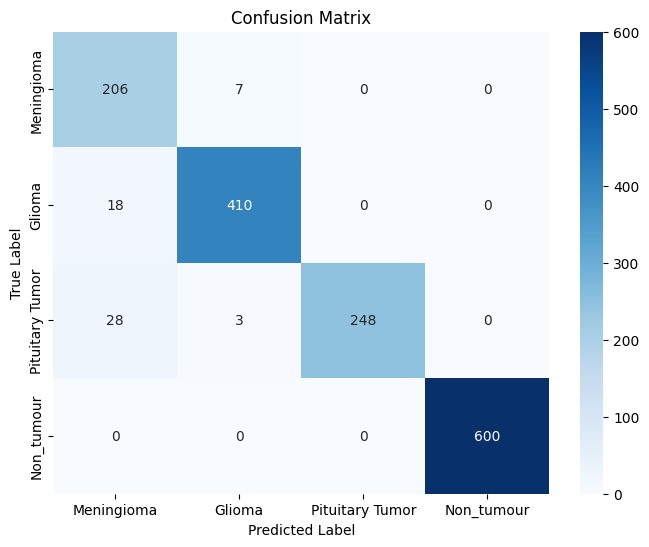 Confusion Matrix
Meningioma
206 7 0 0
Glioma
18 410 0 0
Pituitary Tumor
28 3 248 0
Non_tumour
0 0 0 600
True Label
Meningioma Glioma Pituitary Tumor Non_tumour
Predicted Label
600
500
400
300
200
100
0